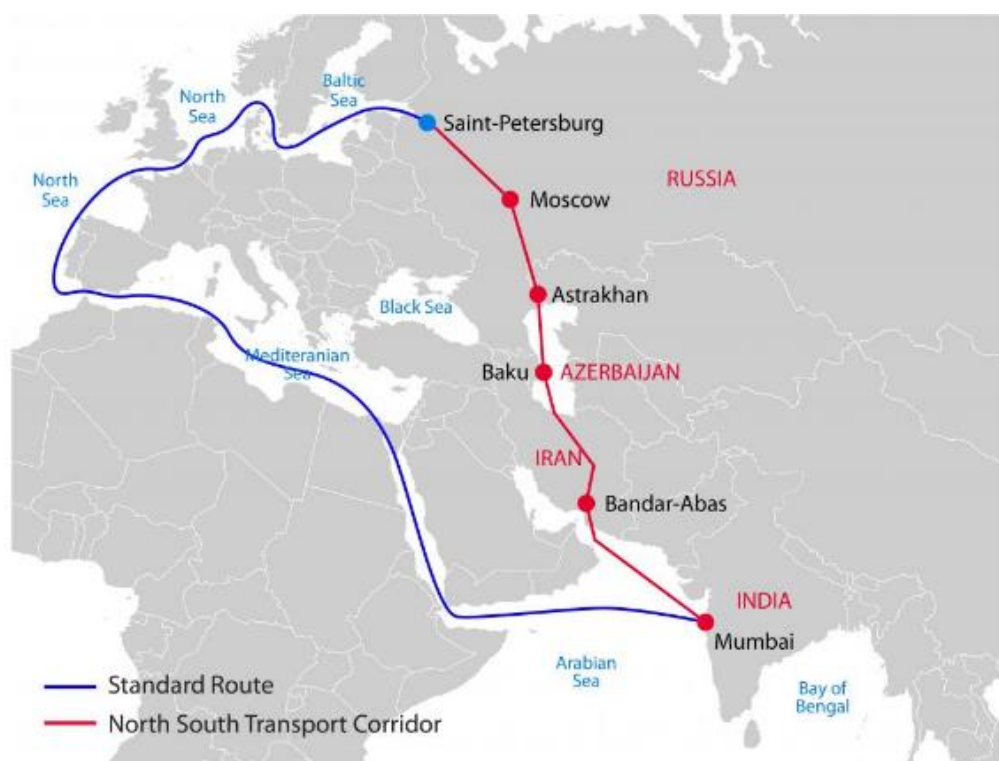 Baltic
Sea
North
Sea
Saint-Petersburg
North
Sea
RUSSIA
Moscow
Astrakhan
Black Sea
Mediteranian
Sea
Baku
AZERBAIJAN
IRAN
Bandar-Abas
INDIA
Mumbai
Arabian
Sea
Bay of
Bengal
Standard Route
North South Transport Corridor